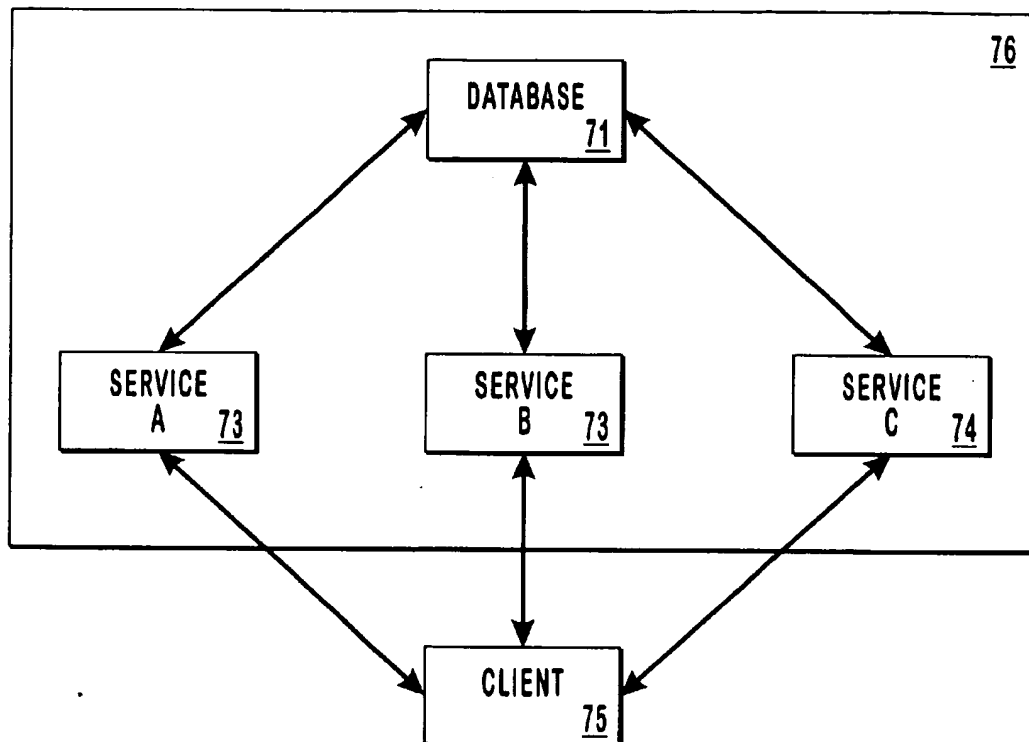 76
DATABASE
71
SERVICE
A
73
SERVICE
B
73
SERVICE
C
74
CLIENT
75